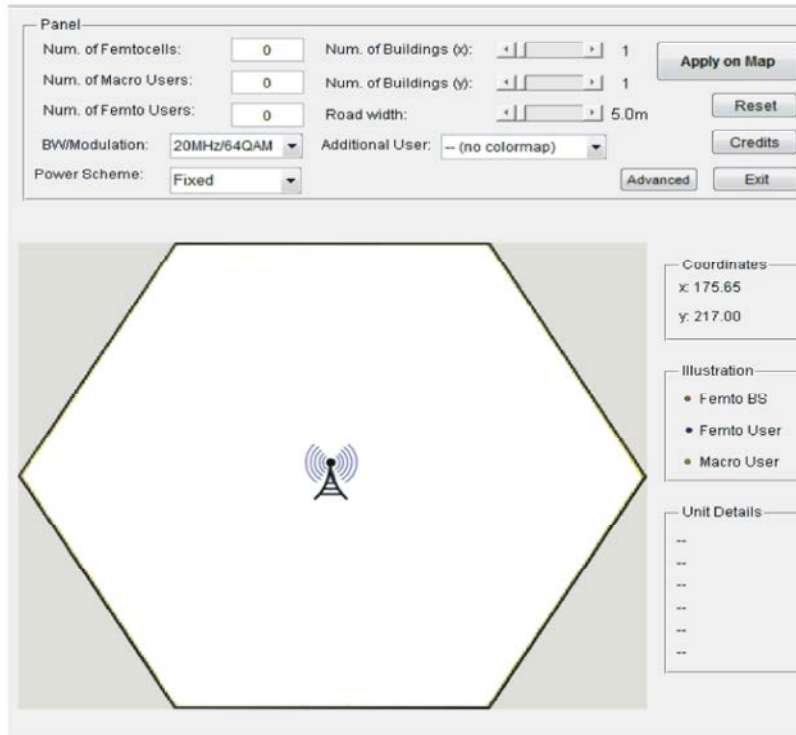 Panel
Num. of Femtocells: 0 Num. of Buildings (x): 1
Num. of Macro Users: 0 Num. of Buildings (y): 1
Num. of Femto Users: 0 Road width: 5.0m
BW/Modulation: 20MHz/64QAM Additional User: -- (no colormap)
Power Scheme: Fixed
Apply on Map
Reset
Credits
Advanced Exit
Coordinates
x: 175.65
y: 217.00
Illustration
Femto BS
Femto User
Macro User
Unit Details
--
--
--
--
--
--